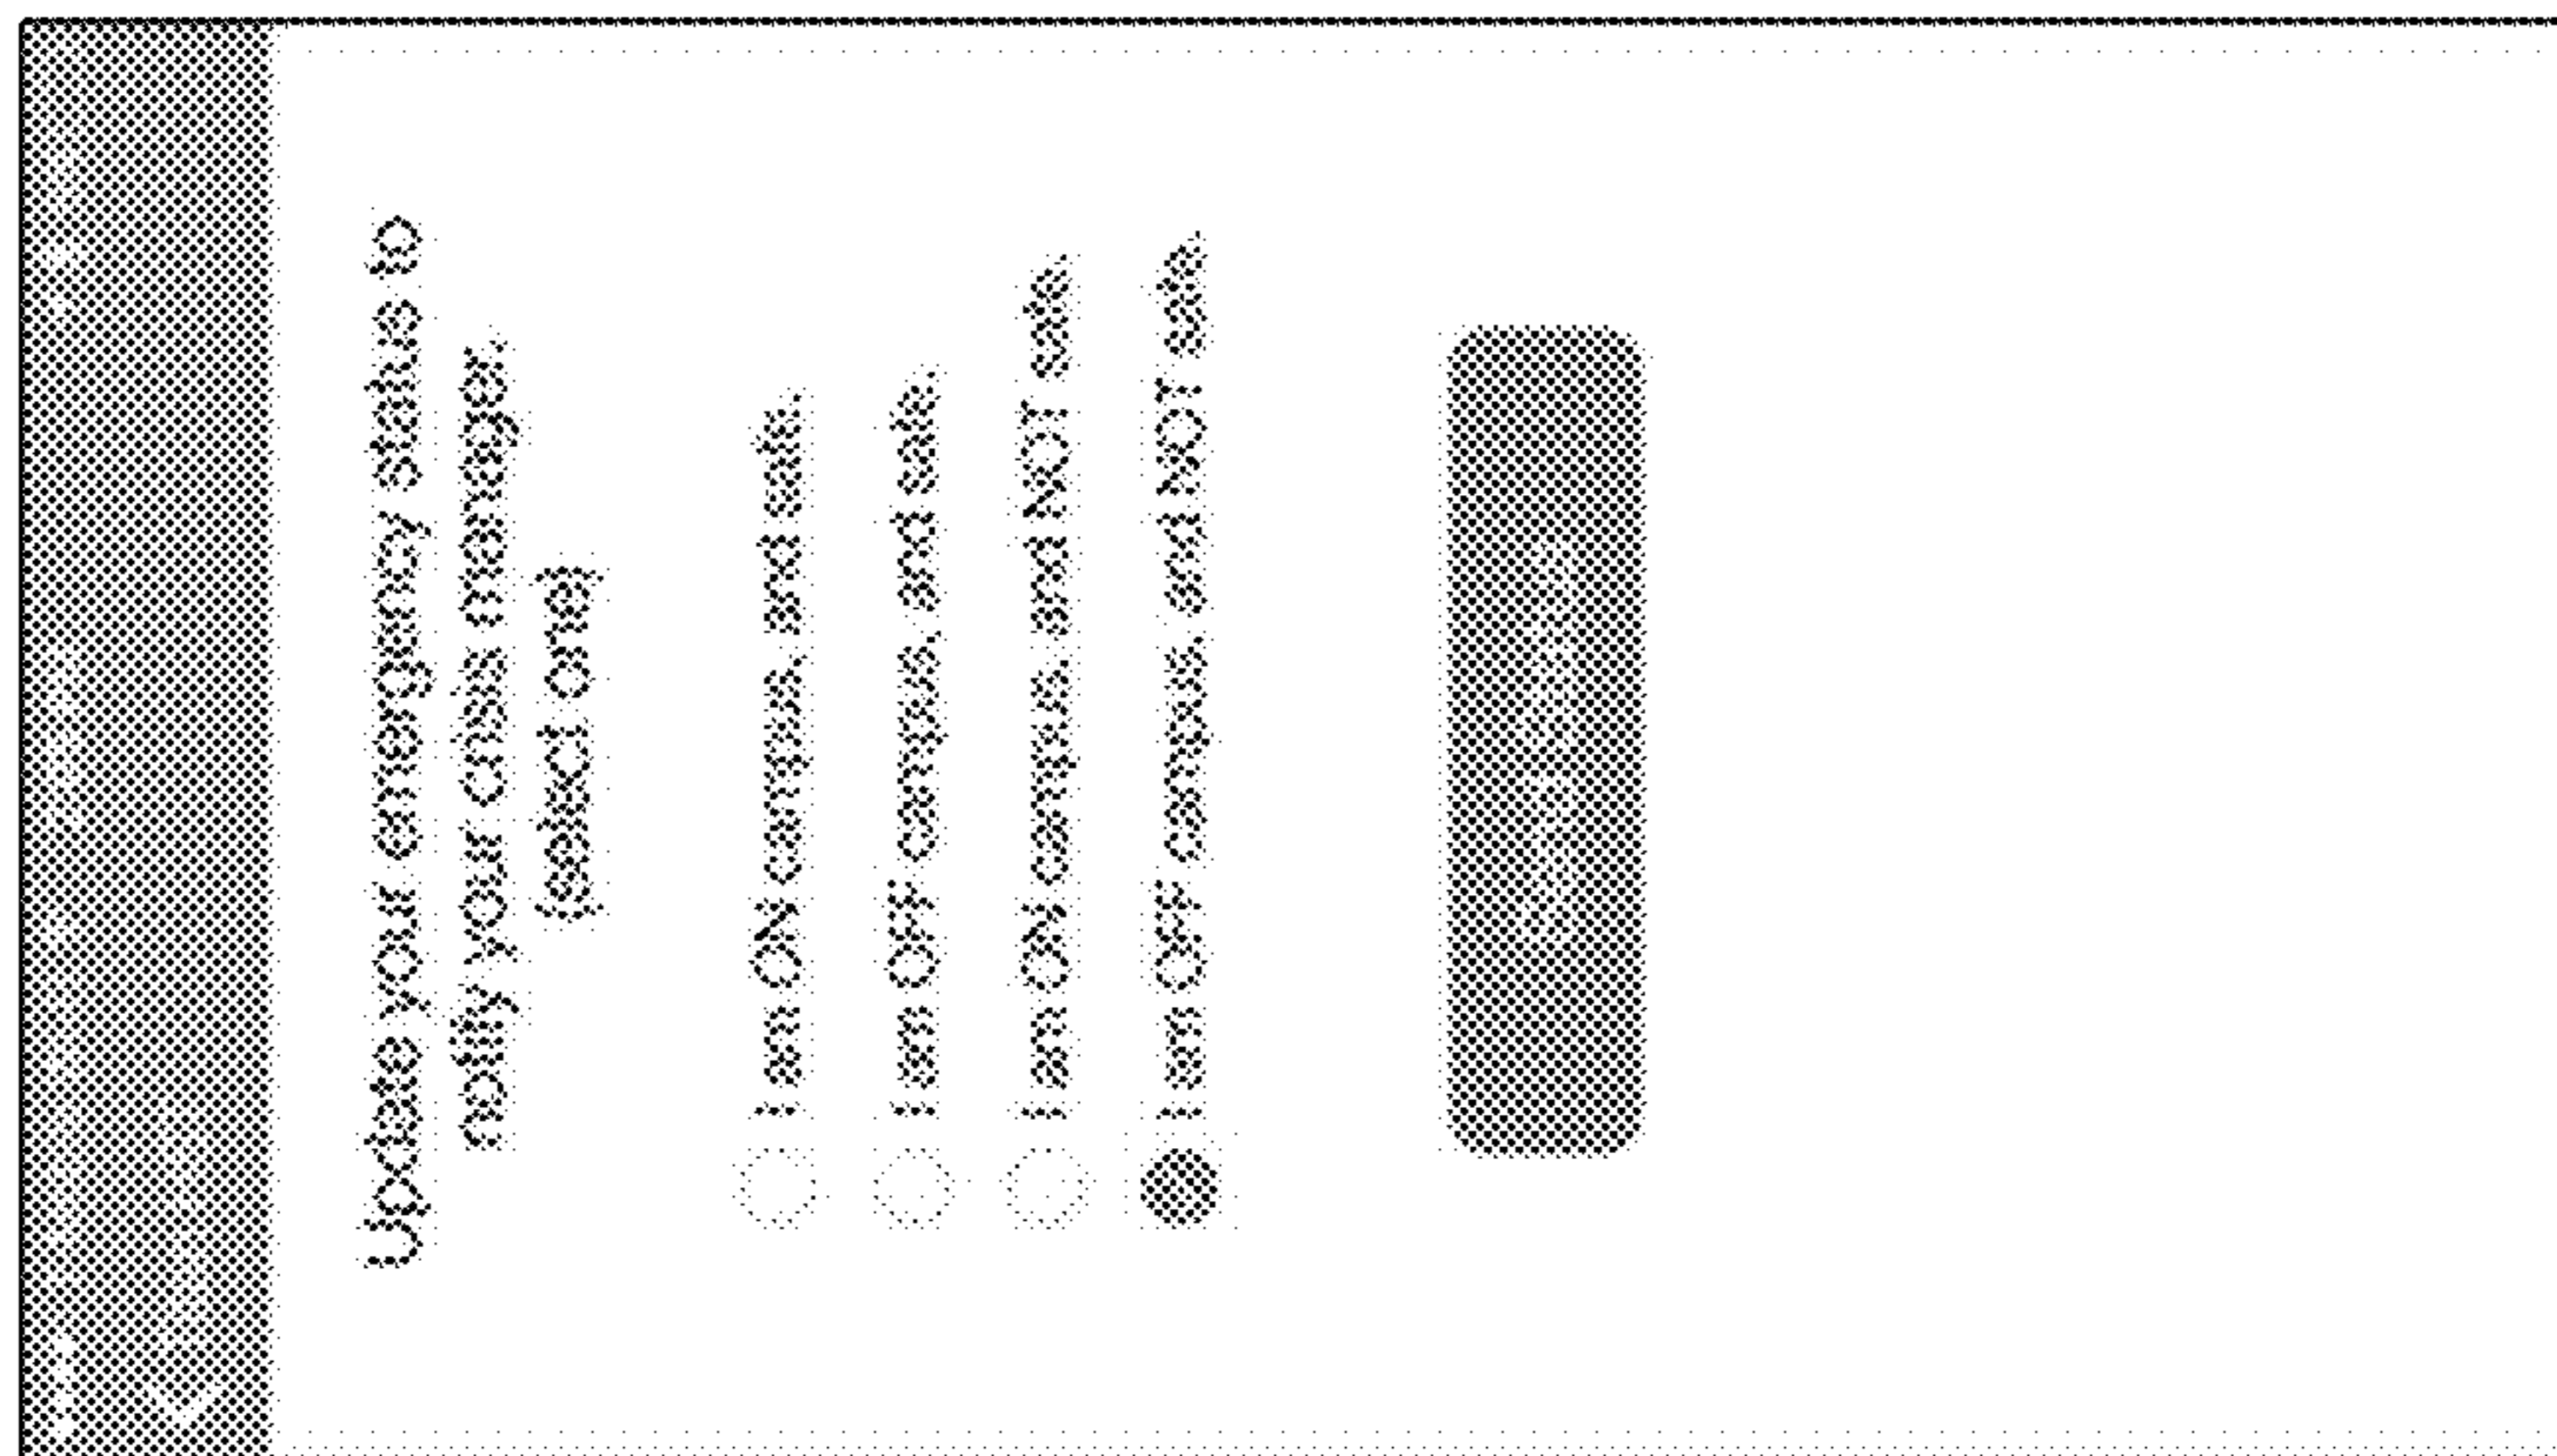 Update your emergency status to
notify your crisis manager.
[select one]
I am ON campus, and safe.
I am OFF campus, and safe.
I am ON campus, and NOT safe.
I am OFF campus, and NOT safe.